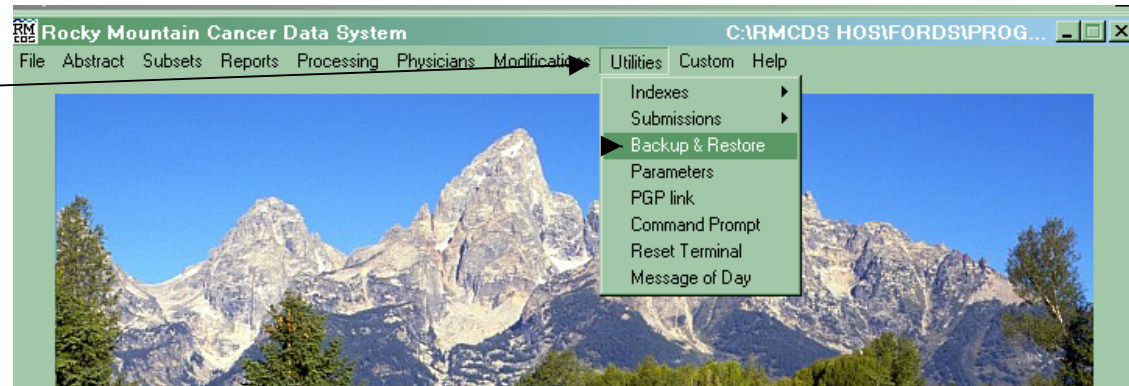 RM
CDS
Rocky Mountain Cancer Data System C:\RMCDS HOS\FORDS\PROG...
File Abstract Subsets Reports Processing Physicians Modifications Utilities Custom Help
Indexes
Submissions
Backup & Restore
Parameters
PGP link
Command Prompt
Reset Terminal
Message of Day